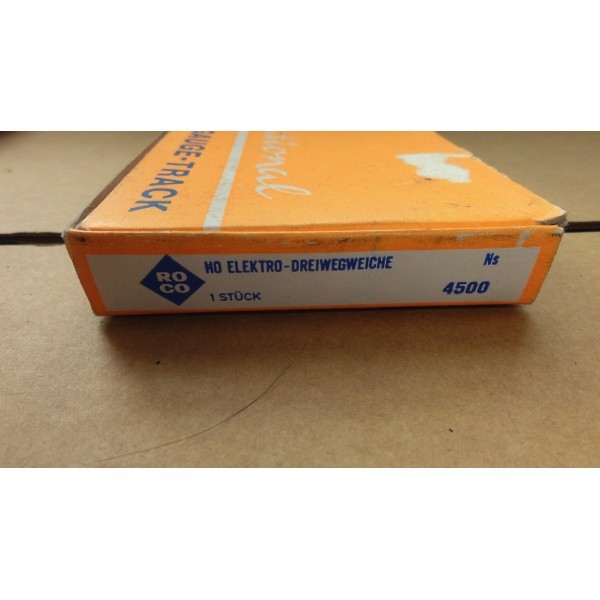 GAUGE-TRACK
RO
CO
HO ELEKTRO-DREIWEGWEICHE
Ns
1 STÜCK
4500